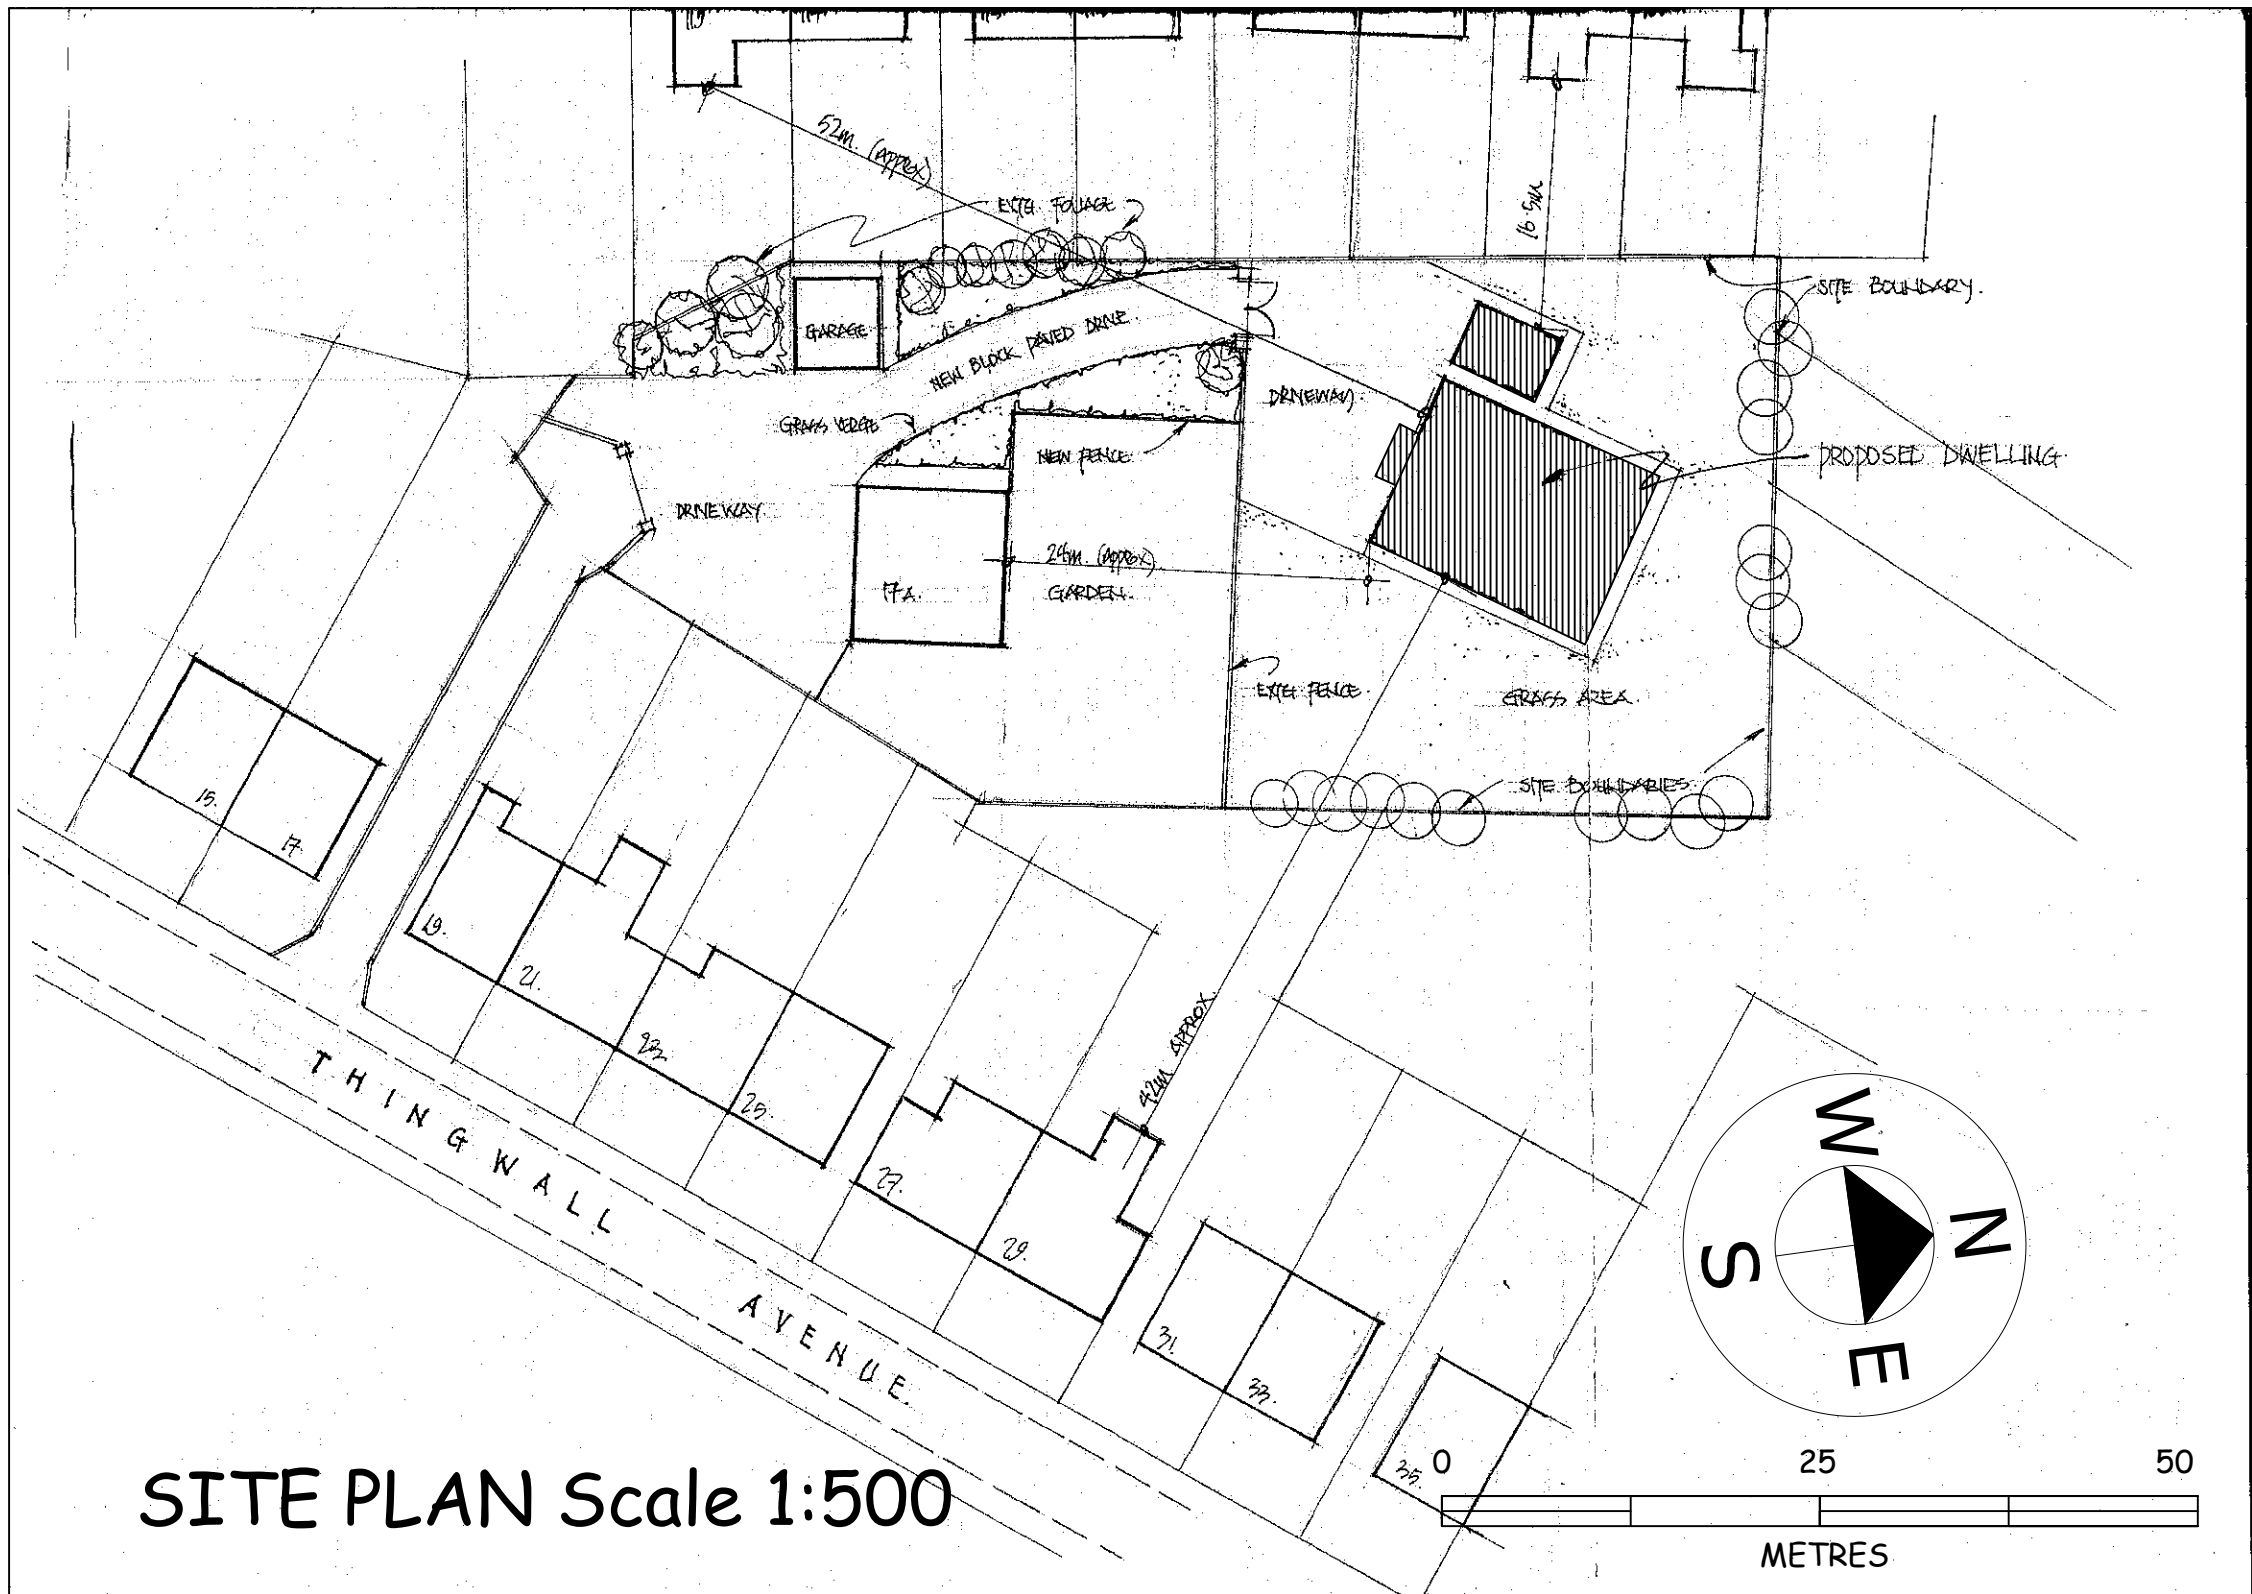 52m. (approx)
EXTG. FOLIAGE
16.5m
SITE BOUNDARY.
GARAGE
NEW BLOCK PAVED DRIVE.
DRIVEWAY.
GRASS VERGE
NEW FENCE
PROPOSED DWELLING
DRIVEWAY
24m. (approx)
17A.
GARDEN.
EXTG FENCE.
GRASS AREA.
SITE BOUNDARIES.
15.
17.
19.
21.
23.
25.
27.
29.
31.
33.
35.
42m APPROX.
THINGWALL
AVENUE.
W
N
S
E
SITE PLAN Scale 1:500
0 25 50
METRES